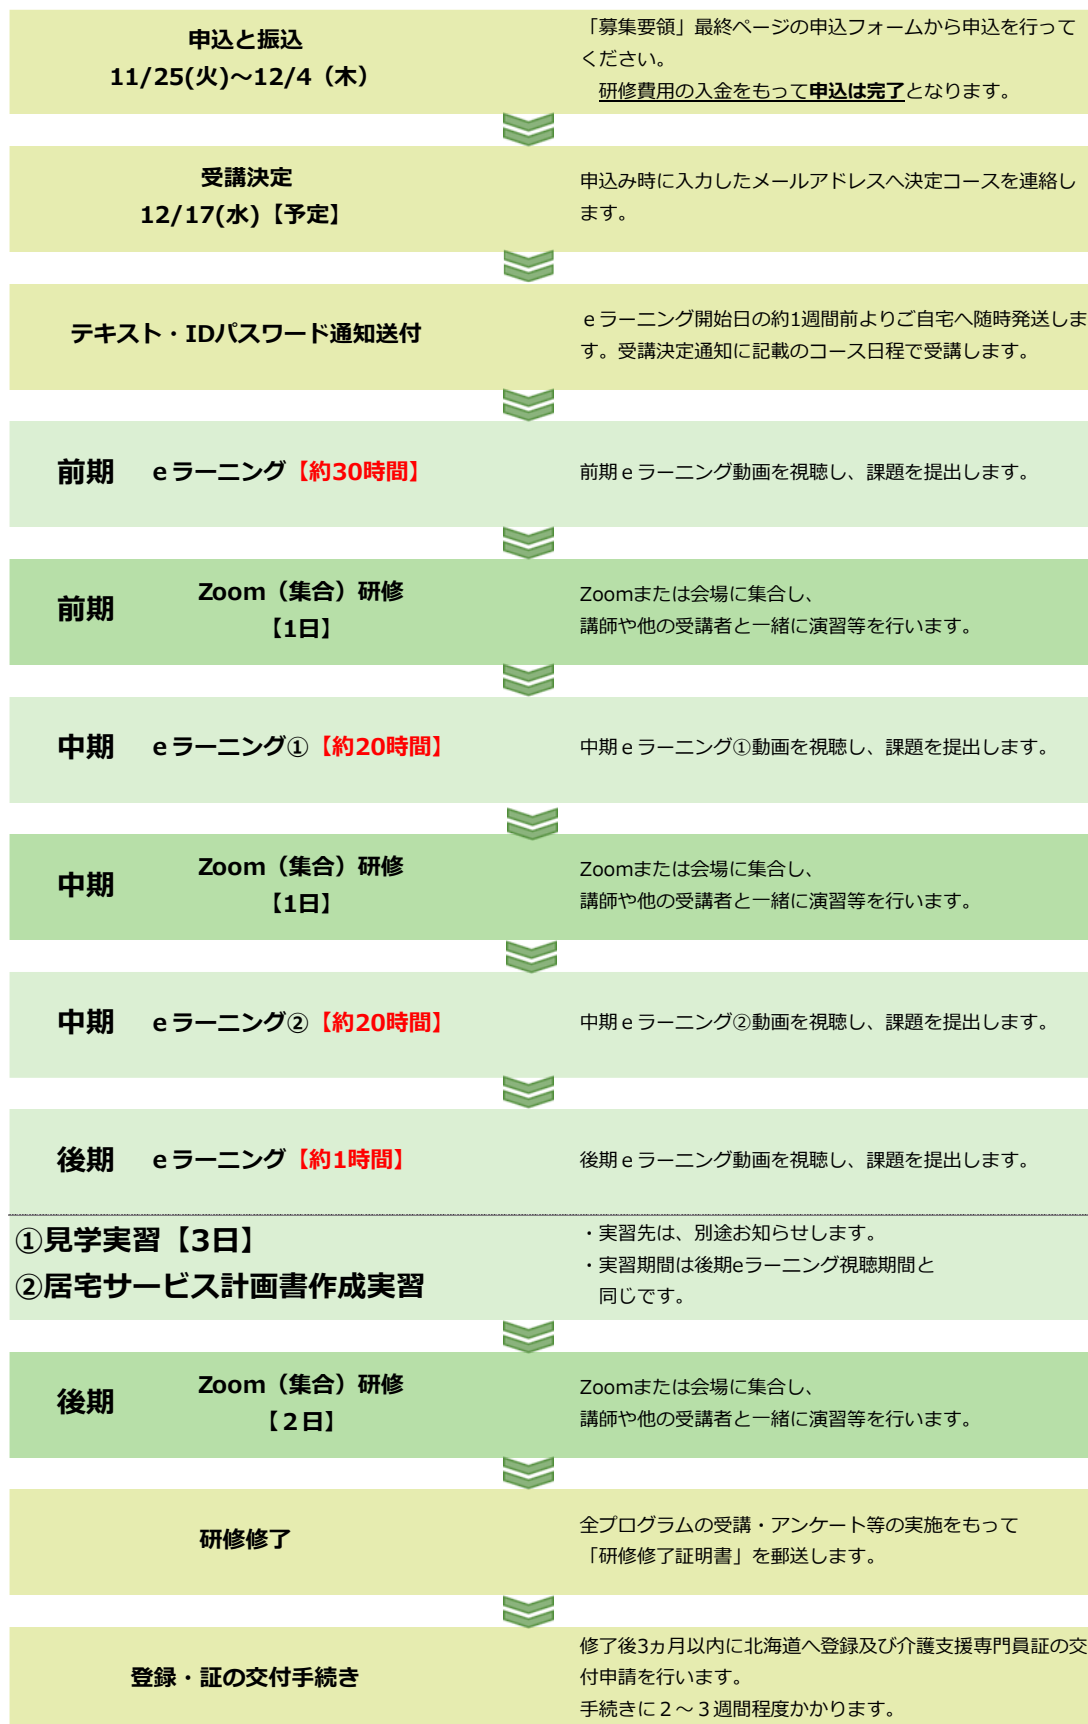 申込と振込
11/25(火)～12/4（木）
「募集要領」最終ページの申込フォームから申込を行って
ください。
研修費用の入金をもって申込は完了となります。
受講決定
12/17(水)【予定】
申込み時に入力したメールアドレスへ決定コースを連絡し
ます。
テキスト・IDパスワード通知送付
ｅラーニング開始日の約1週間前よりご自宅へ随時発送しま
す。受講決定通知に記載のコース日程で受講します。
前期 ｅラーニング【約30時間】
前期ｅラーニング動画を視聴し、課題を提出します。
前期
Zoom（集合）研修
【1日】
Zoomまたは会場に集合し、
講師や他の受講者と一緒に演習等を行います。
中期 ｅラーニング①【約20時間】
中期ｅラーニング①動画を視聴し、課題を提出します。
中期
Zoom（集合）研修
【1日】
Zoomまたは会場に集合し、
講師や他の受講者と一緒に演習等を行います。
中期 ｅラーニング②【約20時間】
中期ｅラーニング②動画を視聴し、課題を提出します。
後期 ｅラーニング【約1時間】
後期ｅラーニング動画を視聴し、課題を提出します。
①見学実習【3日】
②居宅サービス計画書作成実習
・実習先は、別途お知らせします。
・実習期間は後期eラーニング視聴期間と
同じです。
後期
Zoom（集合）研修
【２日】
Zoomまたは会場に集合し、
講師や他の受講者と一緒に演習等を行います。
研修修了
全プログラムの受講・アンケート等の実施をもって
「研修修了証明書」を郵送します。
登録・証の交付手続き
修了後3ヵ月以内に北海道へ登録及び介護支援専門員証の交
付申請を行います。
手続きに２～３週間程度かかります。